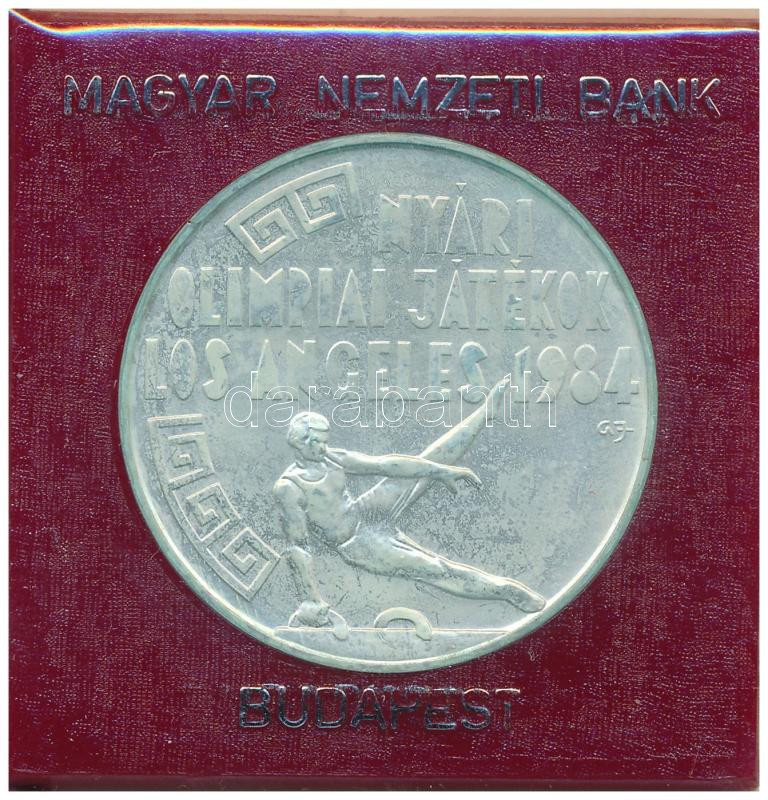 MAGYAR NEMZETI BANK
NYÁRI
OLIMPIAI JÁTÉKOK
LOS ANGELES 1984
darabanth
BUDAPEST